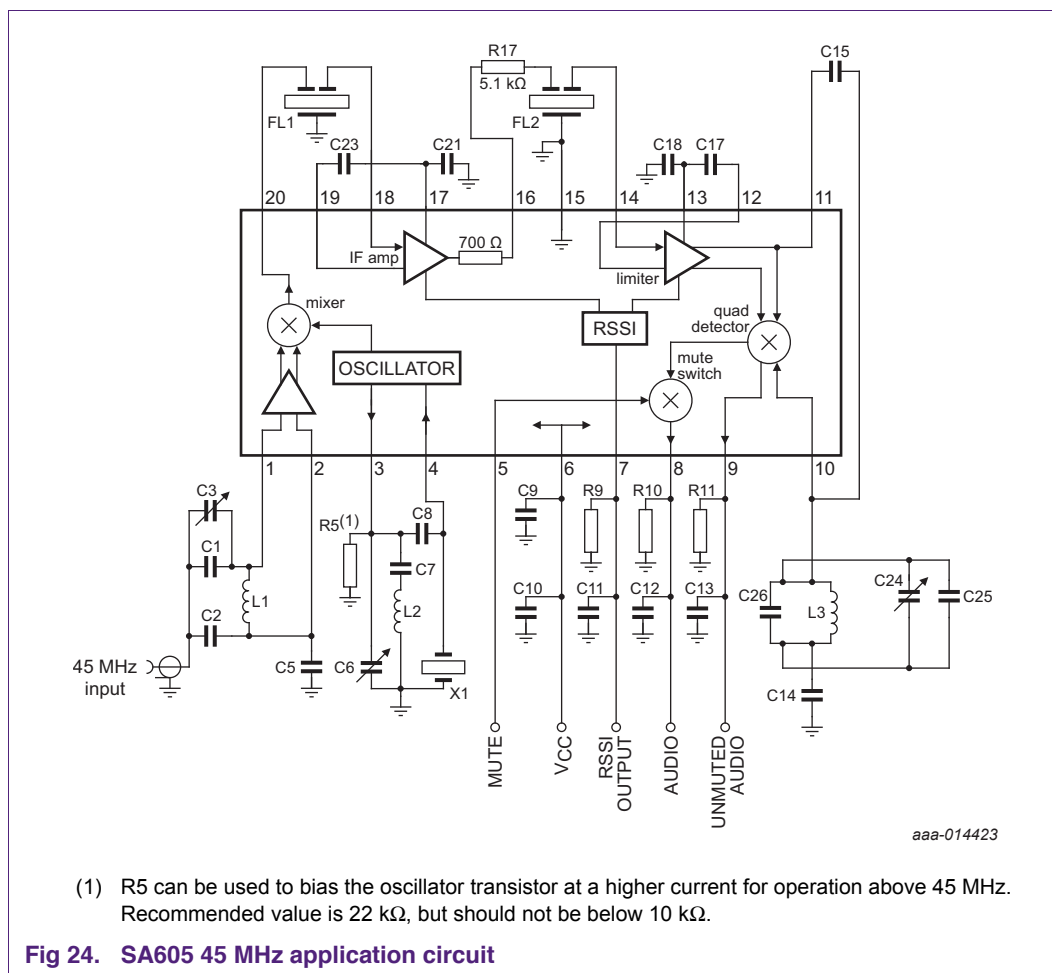 R17
5.1 kΩ
C15
FL1
FL2
C23
C21
C18
C17
20
19
18
17
16
15
14
13
12
11
700 Ω
IF amp
limiter
mixer
OSCILLATOR
RSSI
quad
detector
mute
switch
1
2
3
4
5
6
7
8
9
10
C3
R5(1)
C8
C9
R9
R10
R11
C1
C7
L1
L2
C2
C10
C11
C12
C13
C26
L3
C24
C25
45 MHz
input
C5
C6
X1
C14
MUTE
VCC
RSSI
OUTPUT
AUDIO
UNMUTED
AUDIO
aaa-014423
(1) R5 can be used to bias the oscillator transistor at a higher current for operation above 45 MHz.
Recommended value is 22 kΩ, but should not be below 10 kΩ.
Fig 24. SA605 45 MHz application circuit